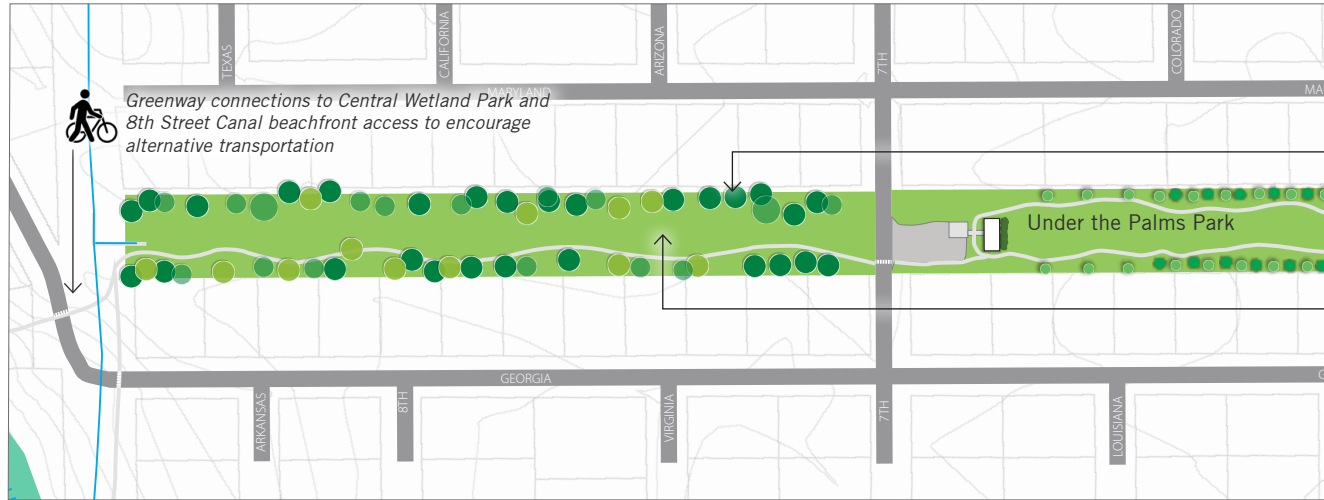 TEXAS
CALIFORNIA
ARIZONA
7TH
COLORADO
MARYLAND
MA
Greenway connections to Central Wetland Park and
8th Street Canal beachfront access to encourage
alternative transportation
Under the Palms Park
GEORGIA
G
ARKANSAS
8TH
VIRGINIA
7TH
LOUISIANA